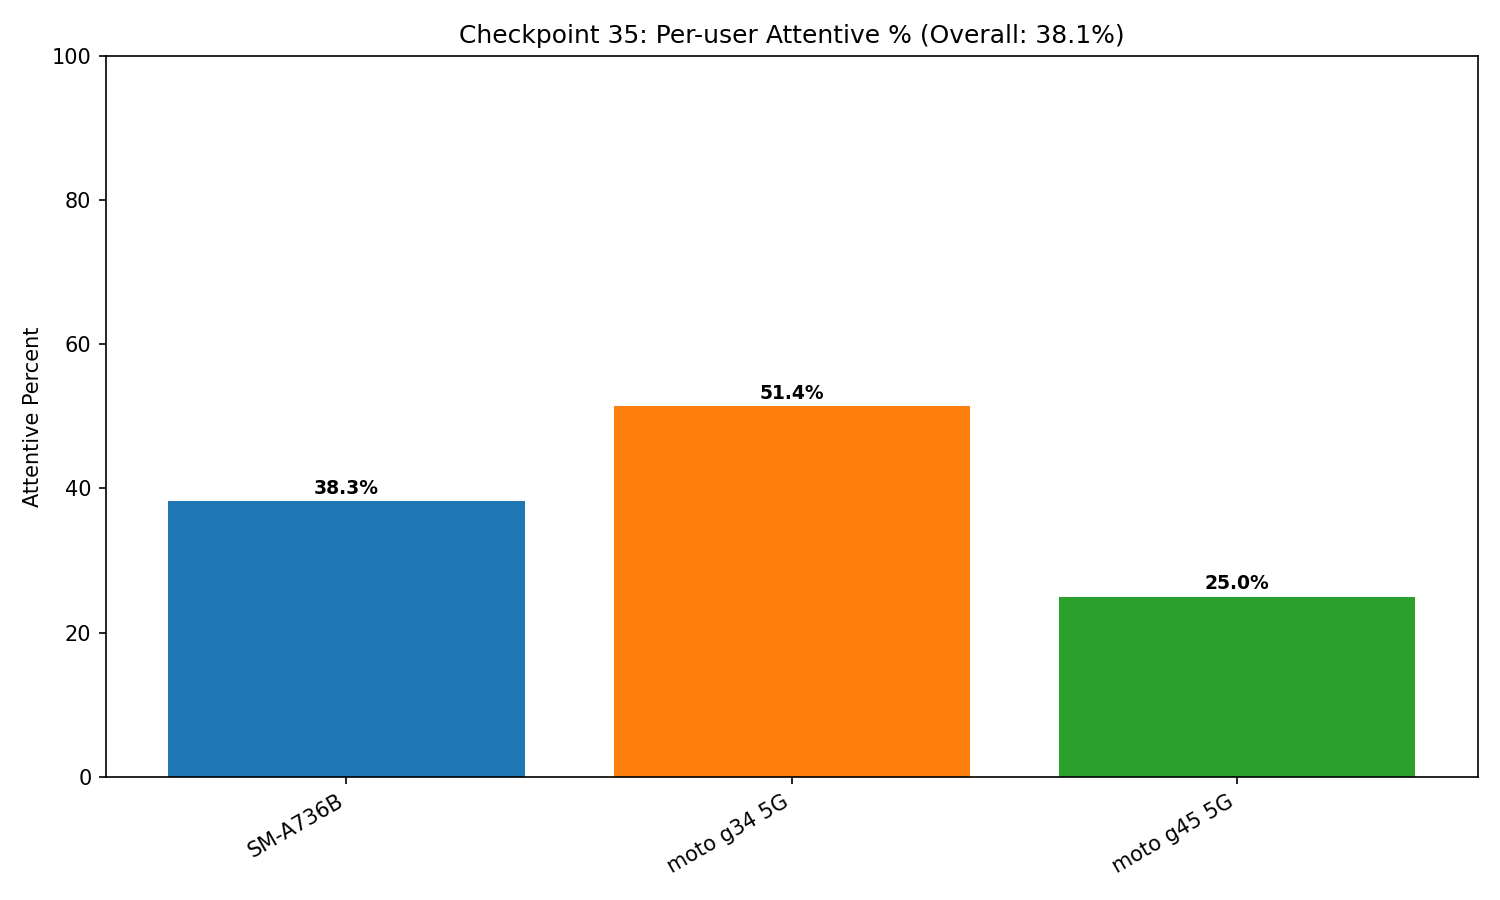 Checkpoint 35: Per-user Attentive % (Overall: 38.1%)
100
80
60
40
20
0
Attentive Percent
38.3%
51.4%
25.0%
SM-A736B
moto g34 5G
moto g45 5G